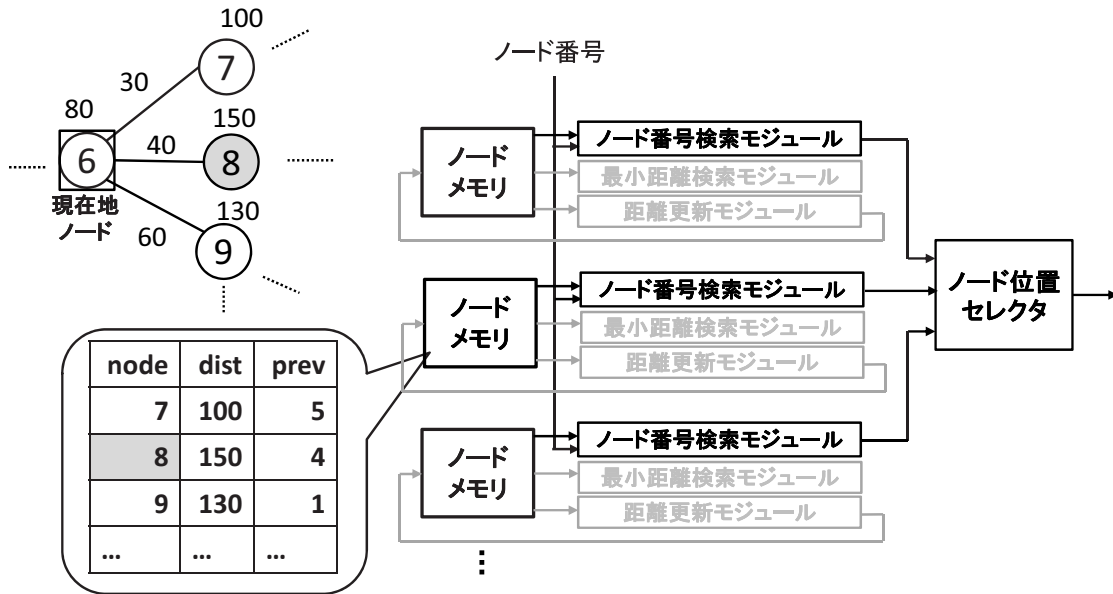 100
7
30
80
150
6
40
8
現在地
ノード
130
60
9
node dist prev
7 100 5
8 150 4
9 130 1
... ... ...
ノード番号
ノード
メモリ
ノード番号検索モジュール
最小距離検索モジュール
距離更新モジュール
ノード
メモリ
ノード番号検索モジュール
最小距離検索モジュール
距離更新モジュール
ノード
メモリ
ノード番号検索モジュール
最小距離検索モジュール
距離更新モジュール
ノード位置
セレクタ